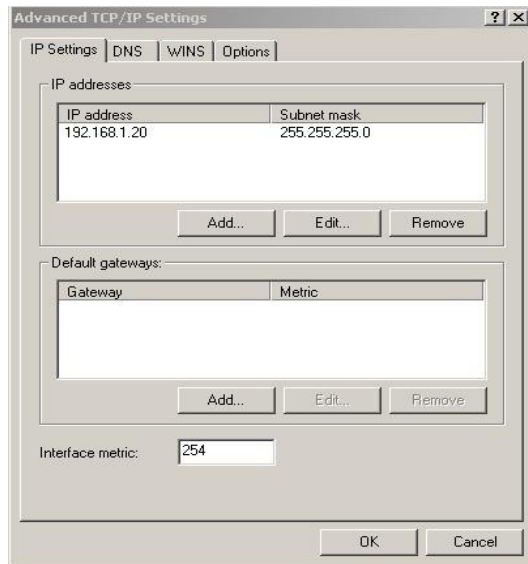 Advanced TCP/IP Settings
IP Settings DNS WINS Options
IP addresses
IP address Subnet mask
192.168.1.20 255.255.255.0
Add... Edit... Remove
Default gateways:
Gateway Metric
Add... Edit... Remove
Interface metric: 254
OK Cancel